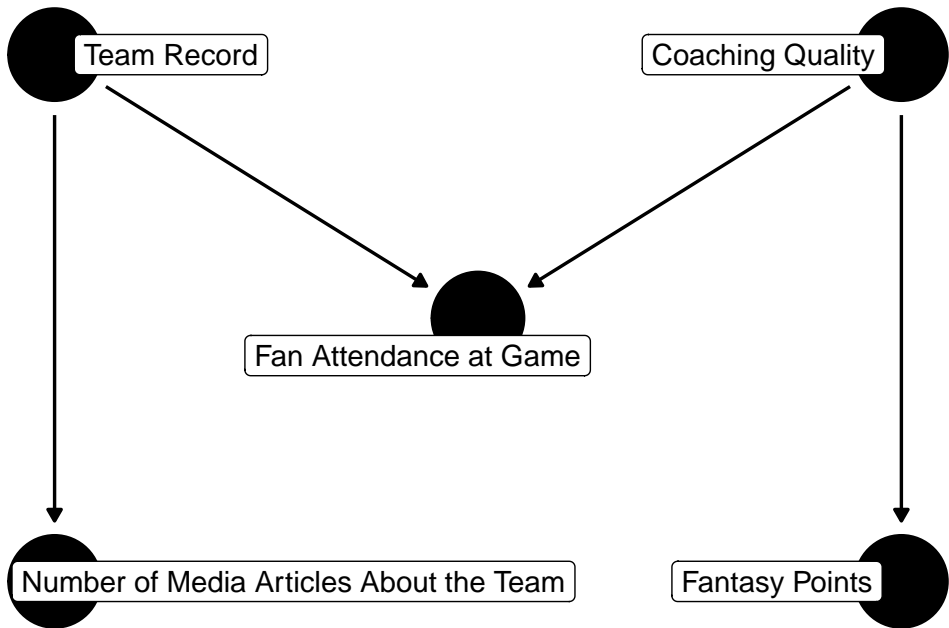 Team Record
Coaching Quality
Fan Attendance at Game
Number of Media Articles About the Team
Fantasy Points